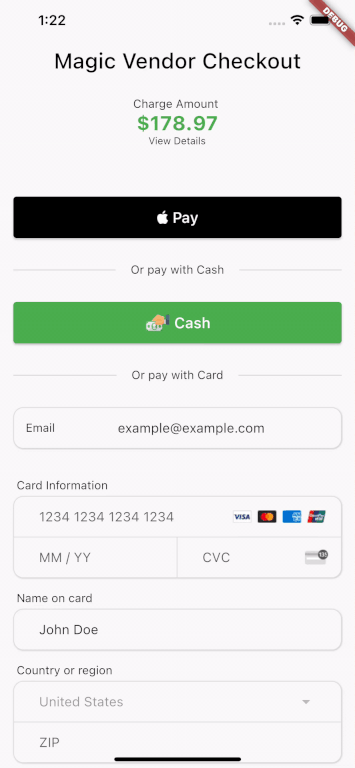 1:22
DEBUG
Magic Vendor Checkout
Charge Amount
$178.97
View Details
Pay
Or pay with Cash
Cash
Or pay with Card
Email example@example.com
Card Information
1234 1234 1234 1234 VISA
MM / YY CVC
Name on card
John Doe
Country or region
United States
ZIP